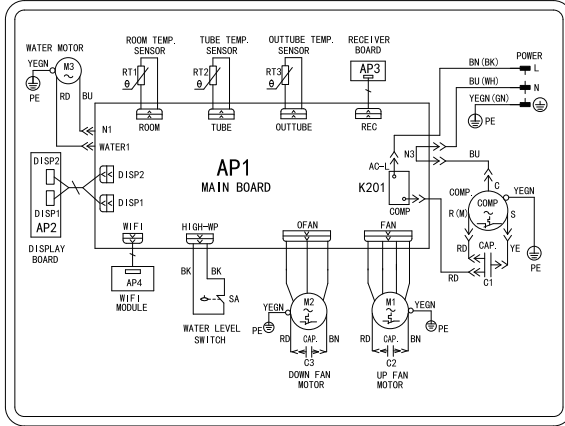 WATER MOTOR
YEGN
M3
PE
RD
BU
ROOM TEMP.
SENSOR
RT1
θ
ROOM
TUBE TEMP.
SENSOR
RT2
θ
TUBE
OUTTUBE TEMP.
SENSOR
RT3
θ
OUTTUBE
RECEIVER
BOARD
AP3
REC
N1
WATER1
AP1
MAIN BOARD
DISP2
DISP1
AP2
DISPLAY
BOARD
DISP2
DISP1
WIFI
AP4
WIFI
MODULE
HIGH-WP
BK
BK
SA
WATER LEVEL
SWITCH
OFAN
M2
YEGN
PE
RD
CAP.
BN
C3
DOWN FAN
MOTOR
FAN
M1
YEGN
PE
RD
CAP.
BN
C2
UP FAN
MOTOR
AC-L
K201
COMP
N3
BN(BK)
BU(WH)
YEGN(GN)
POWER
L
N
PE
BU
COMP.
C
YEGN
COMP
R(M)
S
RD
CAP.
YE
RD
C1
PE